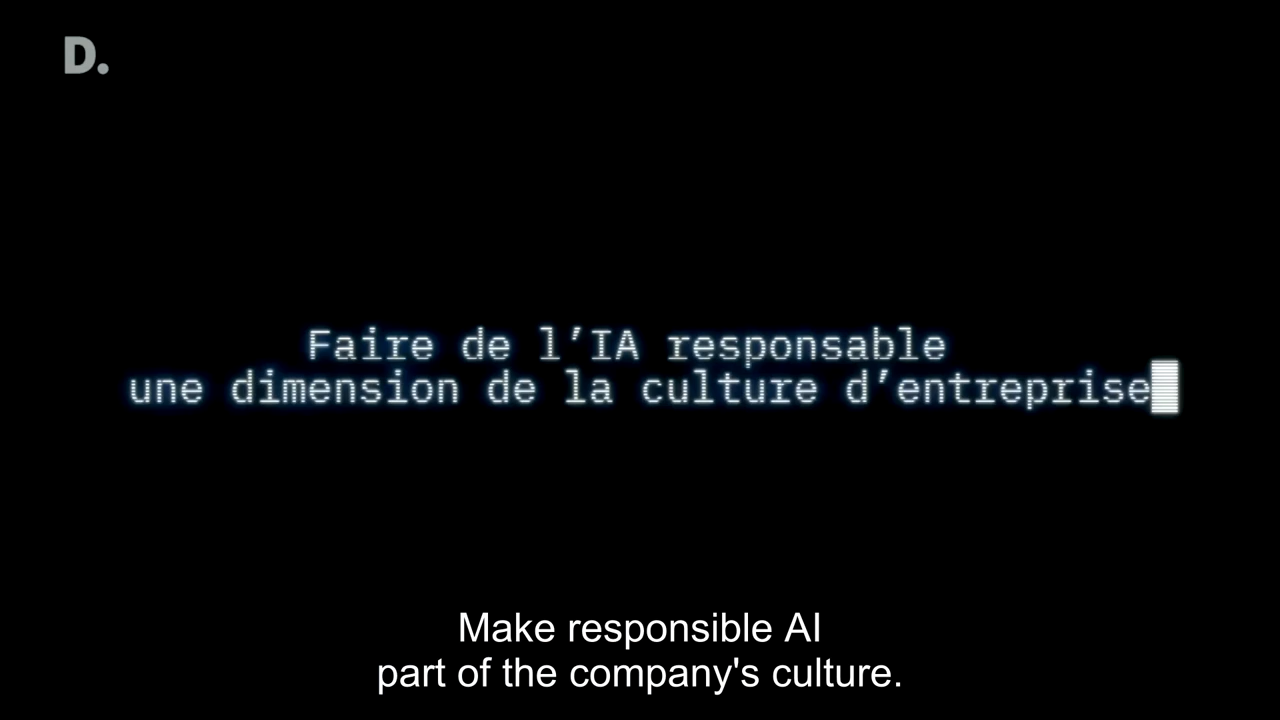 D.
Faire de l’IA responsable
une dimension de la culture d’entreprise
Make responsible AI
part of the company's culture.